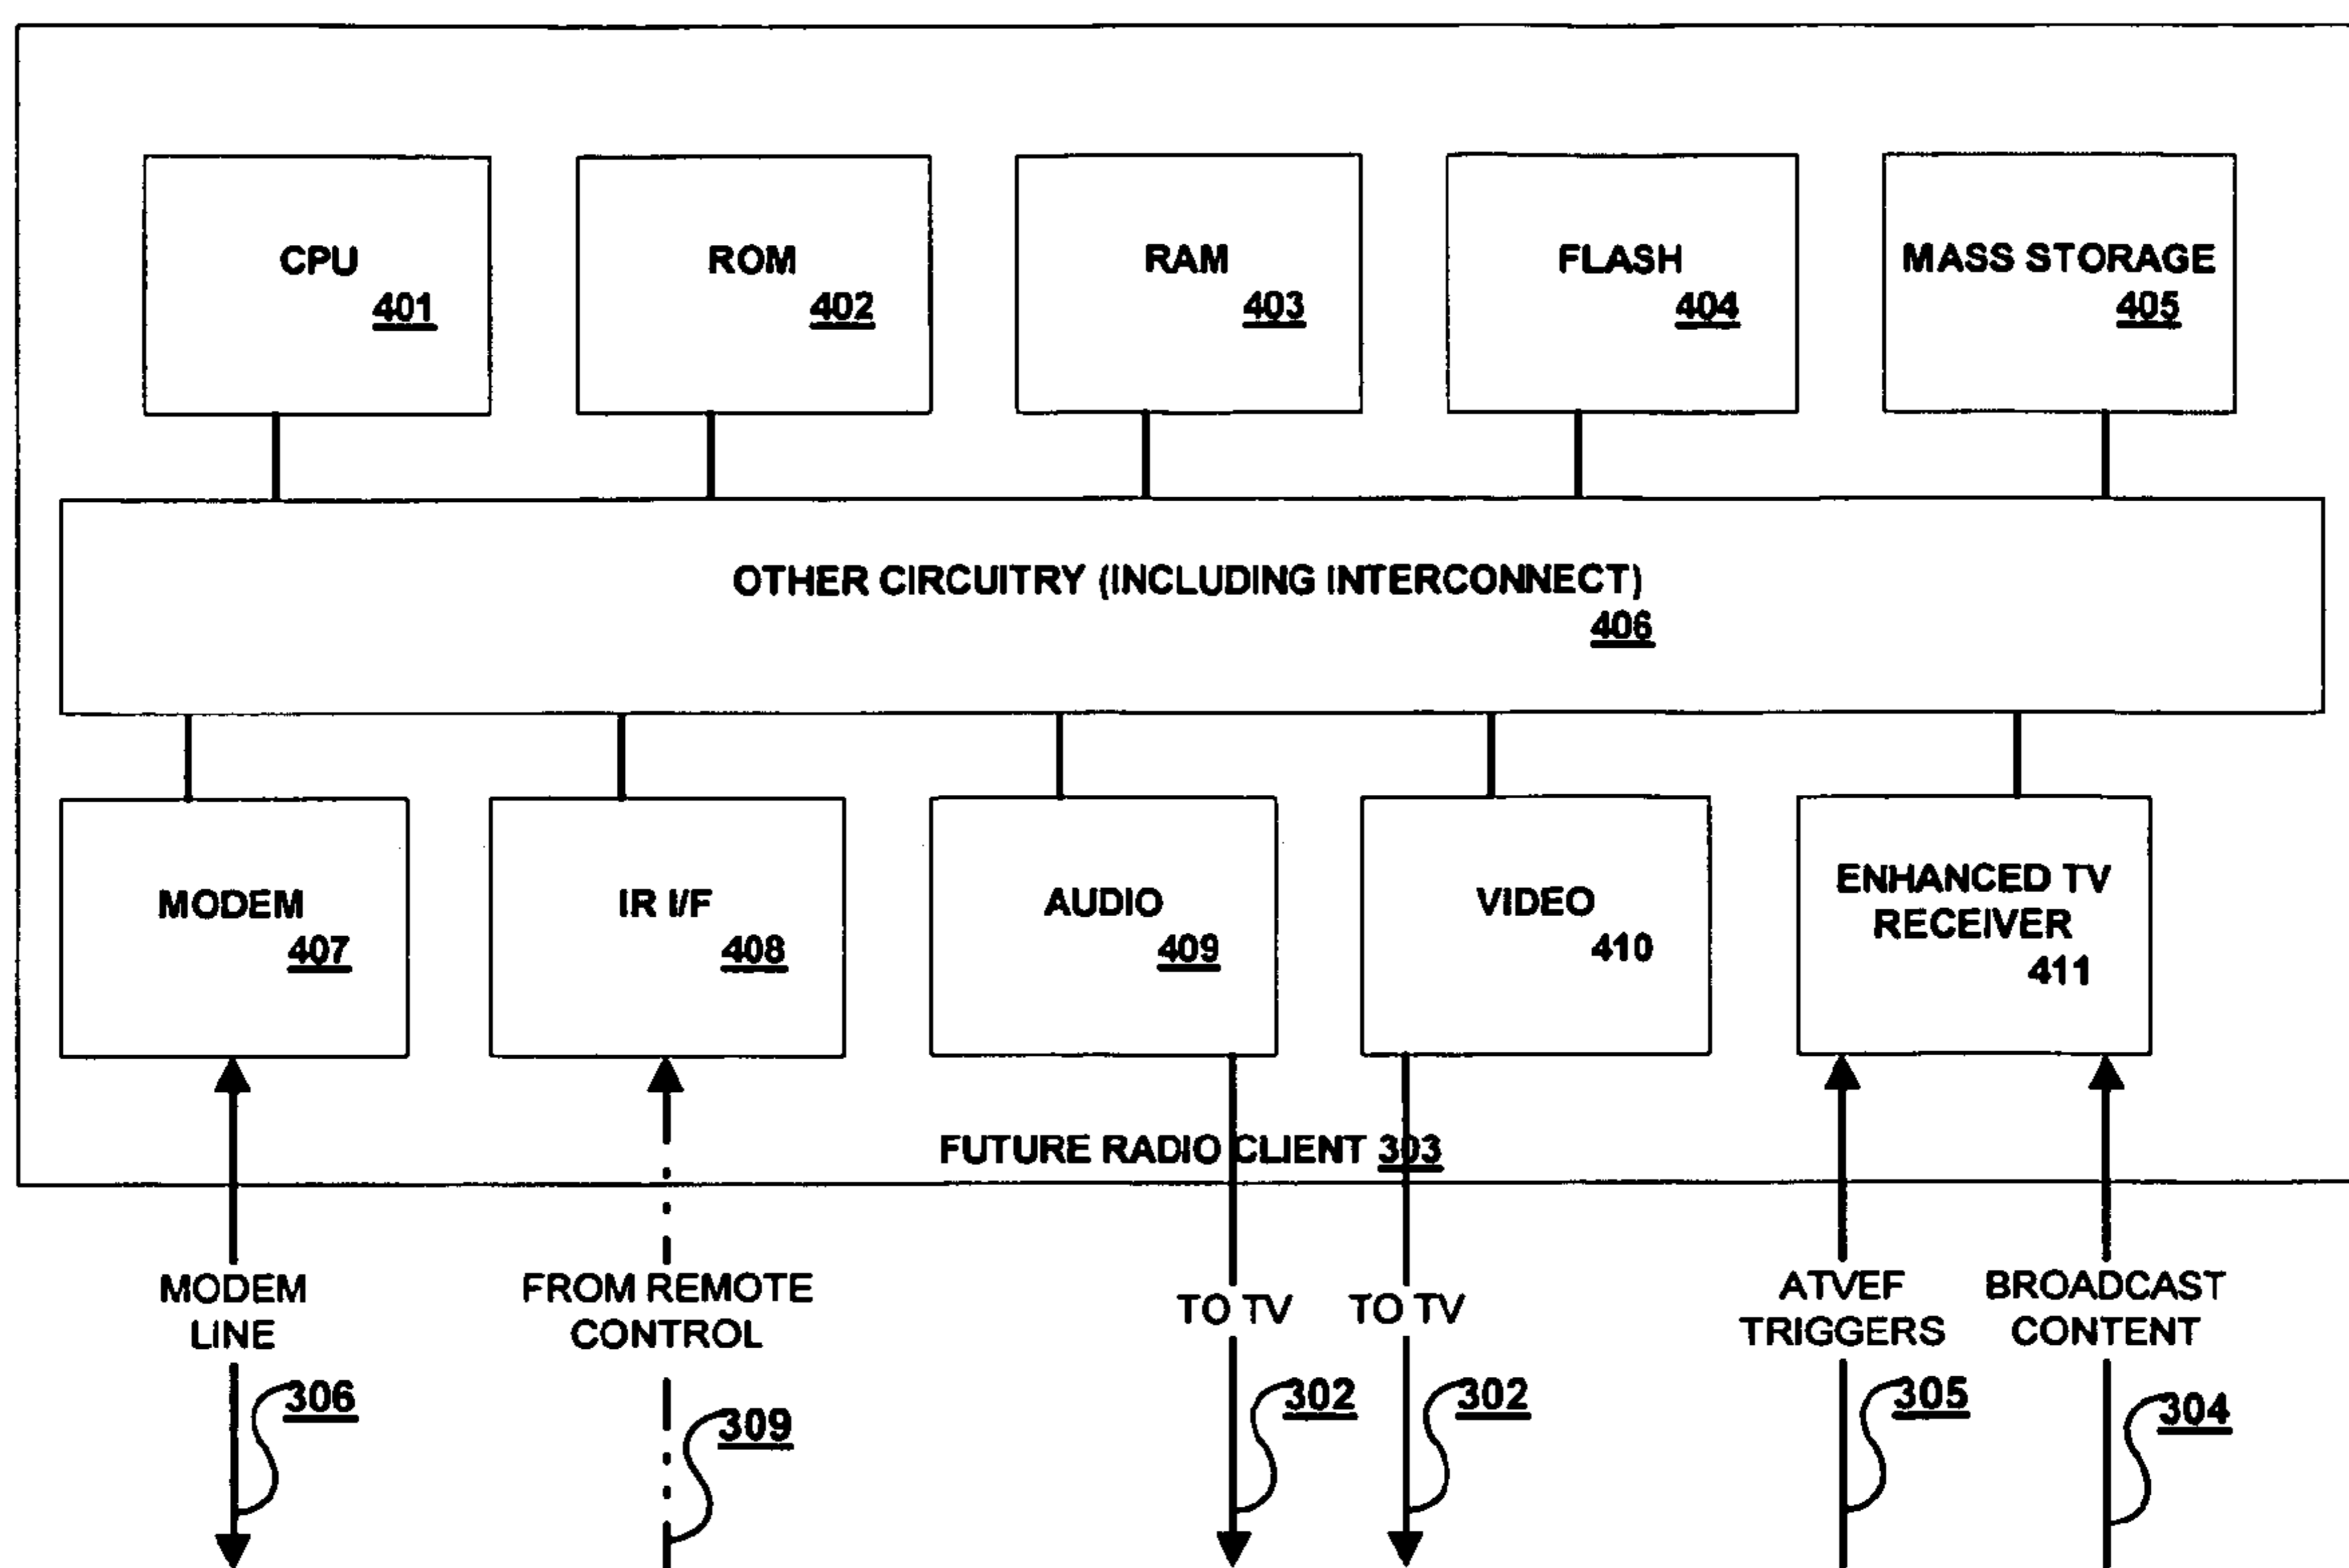 CPU
401
ROM
402
RAM
403
FLASH
404
MASS STORAGE
405
OTHER CIRCUITRY (INCLUDING INTERCONNECT)
406
MODEM
407
IR I/F
408
AUDIO
409
VIDEO
410
ENHANCED TV
RECEIVER
411
FUTURE RADIO CLIENT 303
MODEM
LINE
306
FROM REMOTE
CONTROL
309
TO TV
302
TO TV
302
ATVEF
TRIGGERS
305
BROADCAST
CONTENT
304